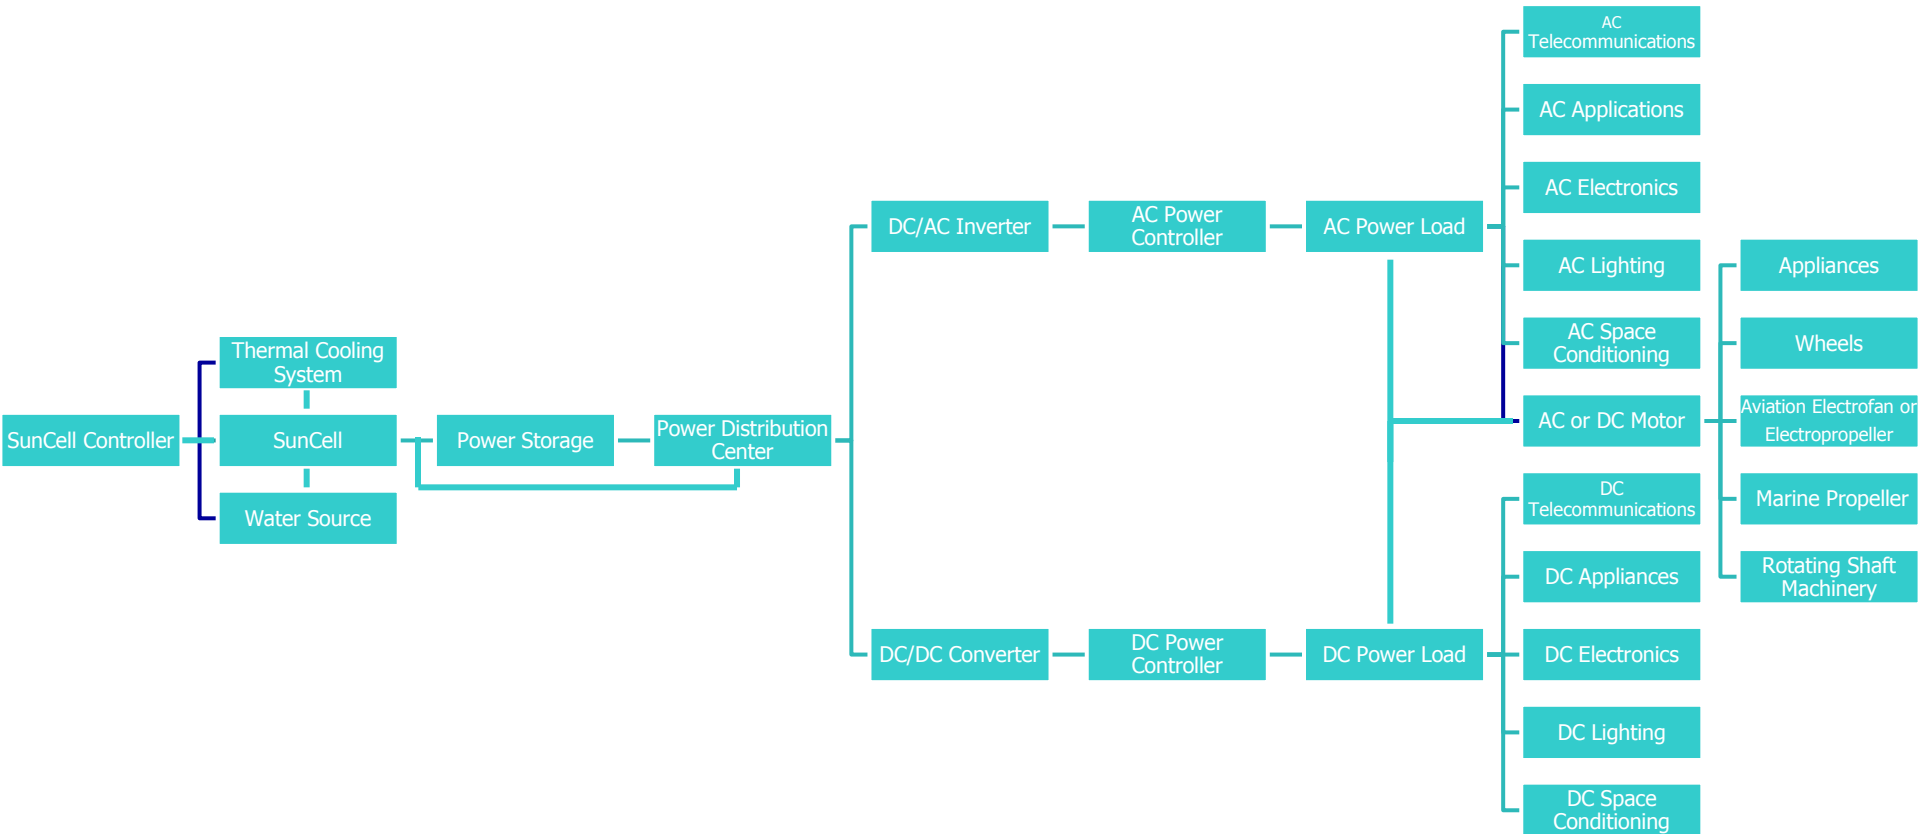 SunCell Controller
Thermal Cooling
System
SunCell
Water Source
Power Storage
Power Distribution
Center
DC/AC Inverter
DC/DC Converter
AC Power
Controller
DC Power
Controller
AC Power Load
DC Power Load
AC
Telecommunications
AC Applications
AC Electronics
AC Lighting
AC Space
Conditioning
AC or DC Motor
DC
Telecommunications
DC Appliances
DC Electronics
DC Lighting
DC Space
Conditioning
Appliances
Wheels
Aviation Electrofan or
Electropropeller
Marine Propeller
Rotating Shaft
Machinery